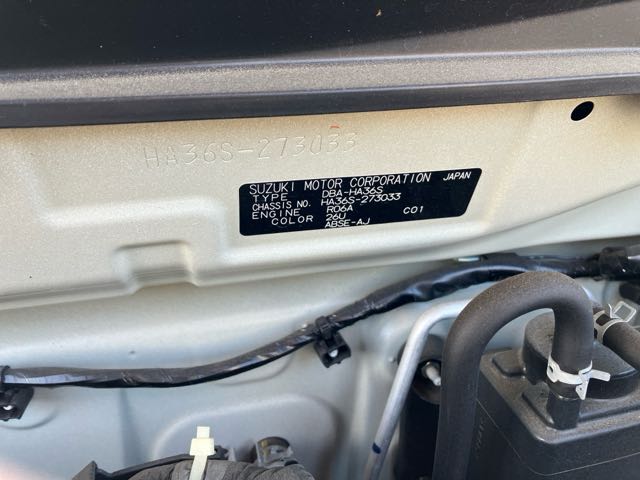 HA36S-273033
SUZUKI MOTOR CORPORATION JAPAN
TYPE DBA-HA36S
CHASSIS NO. HA36S-273033
ENGINE R06A C01
COLOR 26U
ABSE-AJ